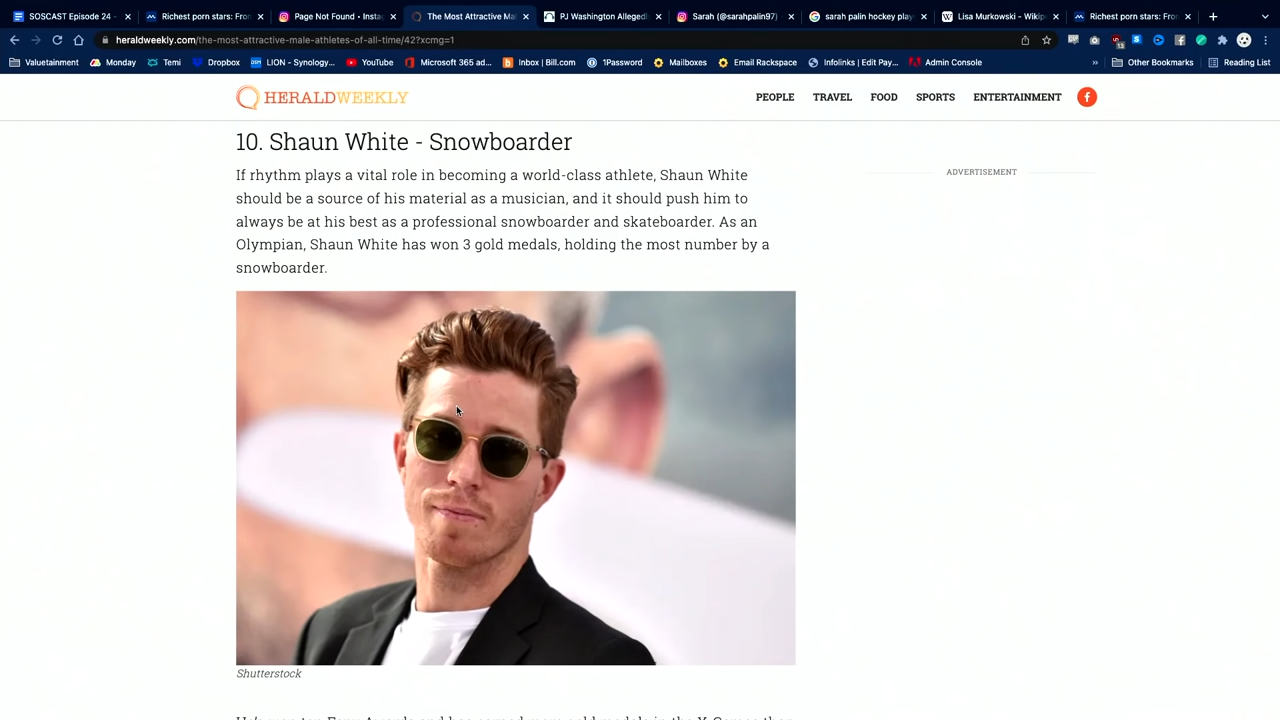 SOSCAST Episode 24 -
Richest porn stars: Fron
Page Not Found • Insta
The Most Attractive Ma
PJ Washington Alleged
Sarah (@sarahpalin97)
sarah palin hockey play
Lisa Murkowski - Wikip
Richest porn stars: Fron
heraldweekly.com/the-most-attractive-male-athletes-of-all-time/42?xcmg=1
Valuetainment
Monday
Temi
Dropbox
LION - Synology...
YouTube
Microsoft 365 ad...
Inbox | Bill.com
1Password
Mailboxes
Email Rackspace
Infolinks | Edit Pay...
Admin Console
»
Other Bookmarks
Reading List
HERALDWEEKLY
PEOPLE TRAVEL FOOD SPORTS ENTERTAINMENT
10. Shaun White - Snowboarder
If rhythm plays a vital role in becoming a world-class athlete, Shaun White
should be a source of his material as a musician, and it should push him to
always be at his best as a professional snowboarder and skateboarder. As an
Olympian, Shaun White has won 3 gold medals, holding the most number by a
snowboarder.
ADVERTISEMENT
Shutterstock